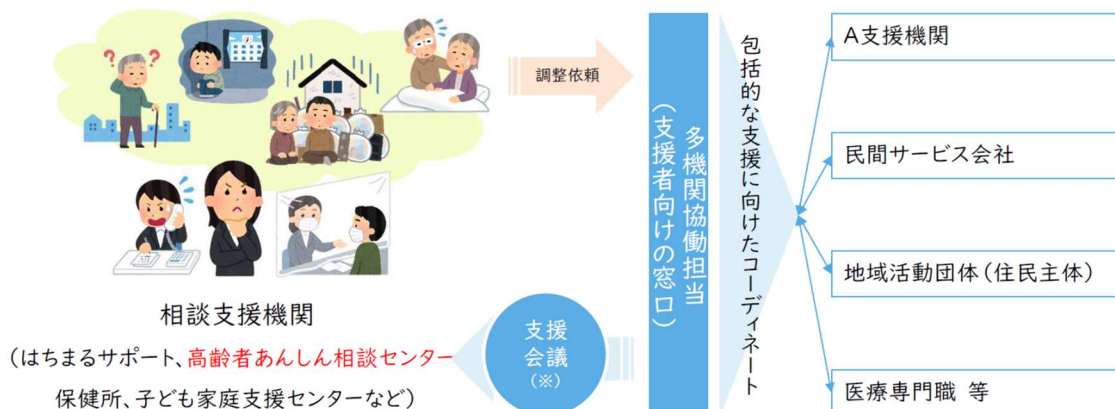 調整依頼
多機関協働担当
（支援者向けの窓口）
包括的な支援に向けたコーディネート
A支援機関
民間サービス会社
地域活動団体（住民主体）
医療専門職 等
支援
会議
（※）
相談支援機関
（はちまるサポート、高齢者あんしん相談センター
保健所、子ども家庭支援センターなど）